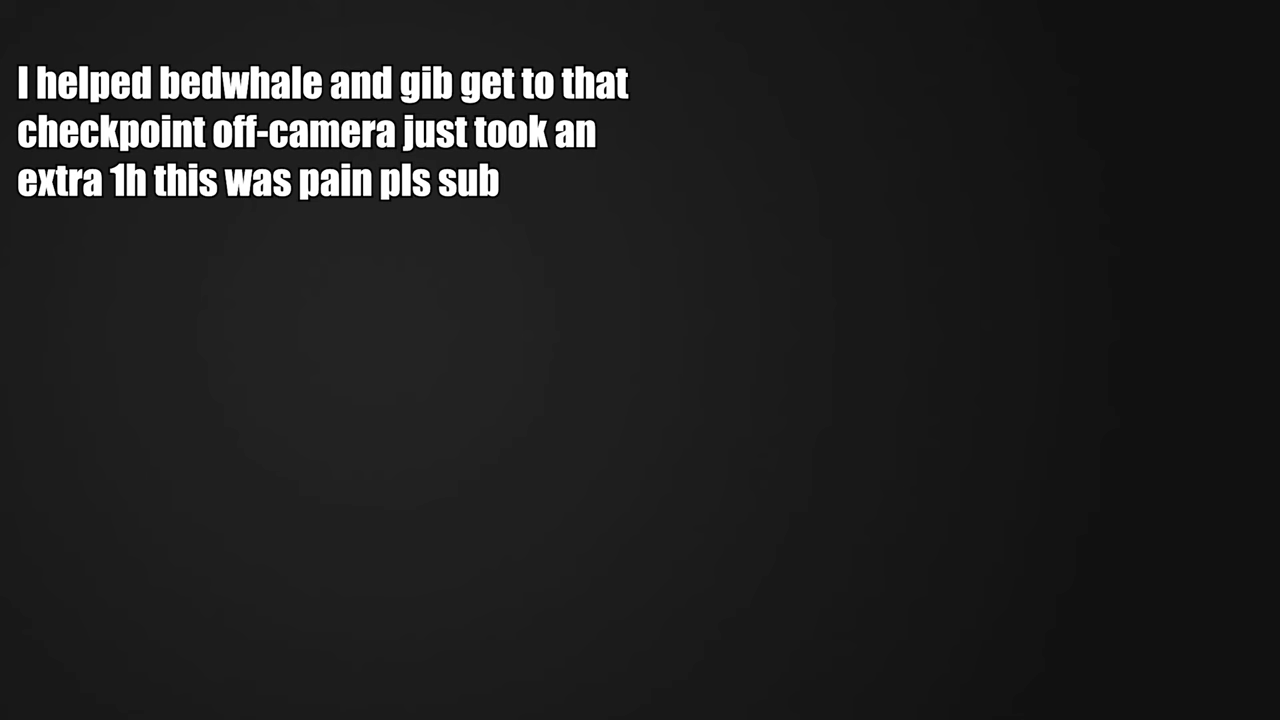 I helped bedwhale and gib get to that
checkpoint off-camera just took an
extra 1h this was pain pls sub